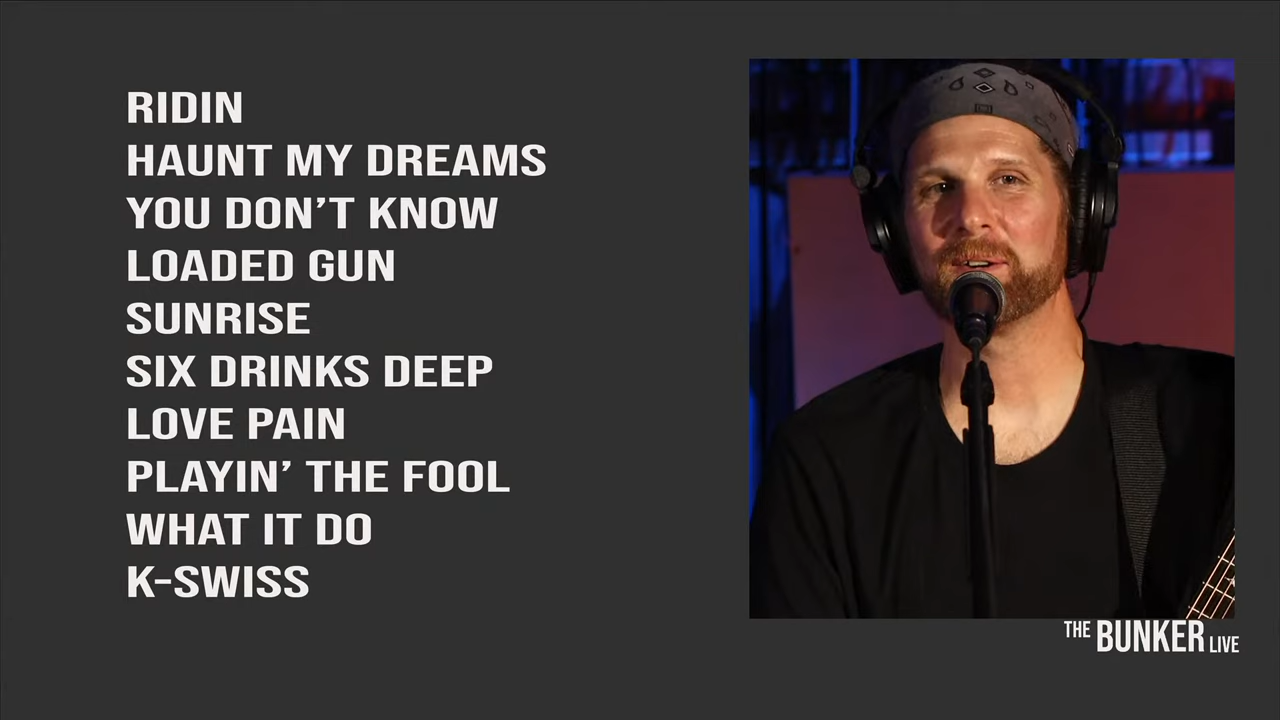 RIDIN
HAUNT MY DREAMS
YOU DON’T KNOW
LOADED GUN
SUNRISE
SIX DRINKS DEEP
LOVE PAIN
PLAYIN’ THE FOOL
WHAT IT DO
K-SWISS
THE BUNKER LIVE